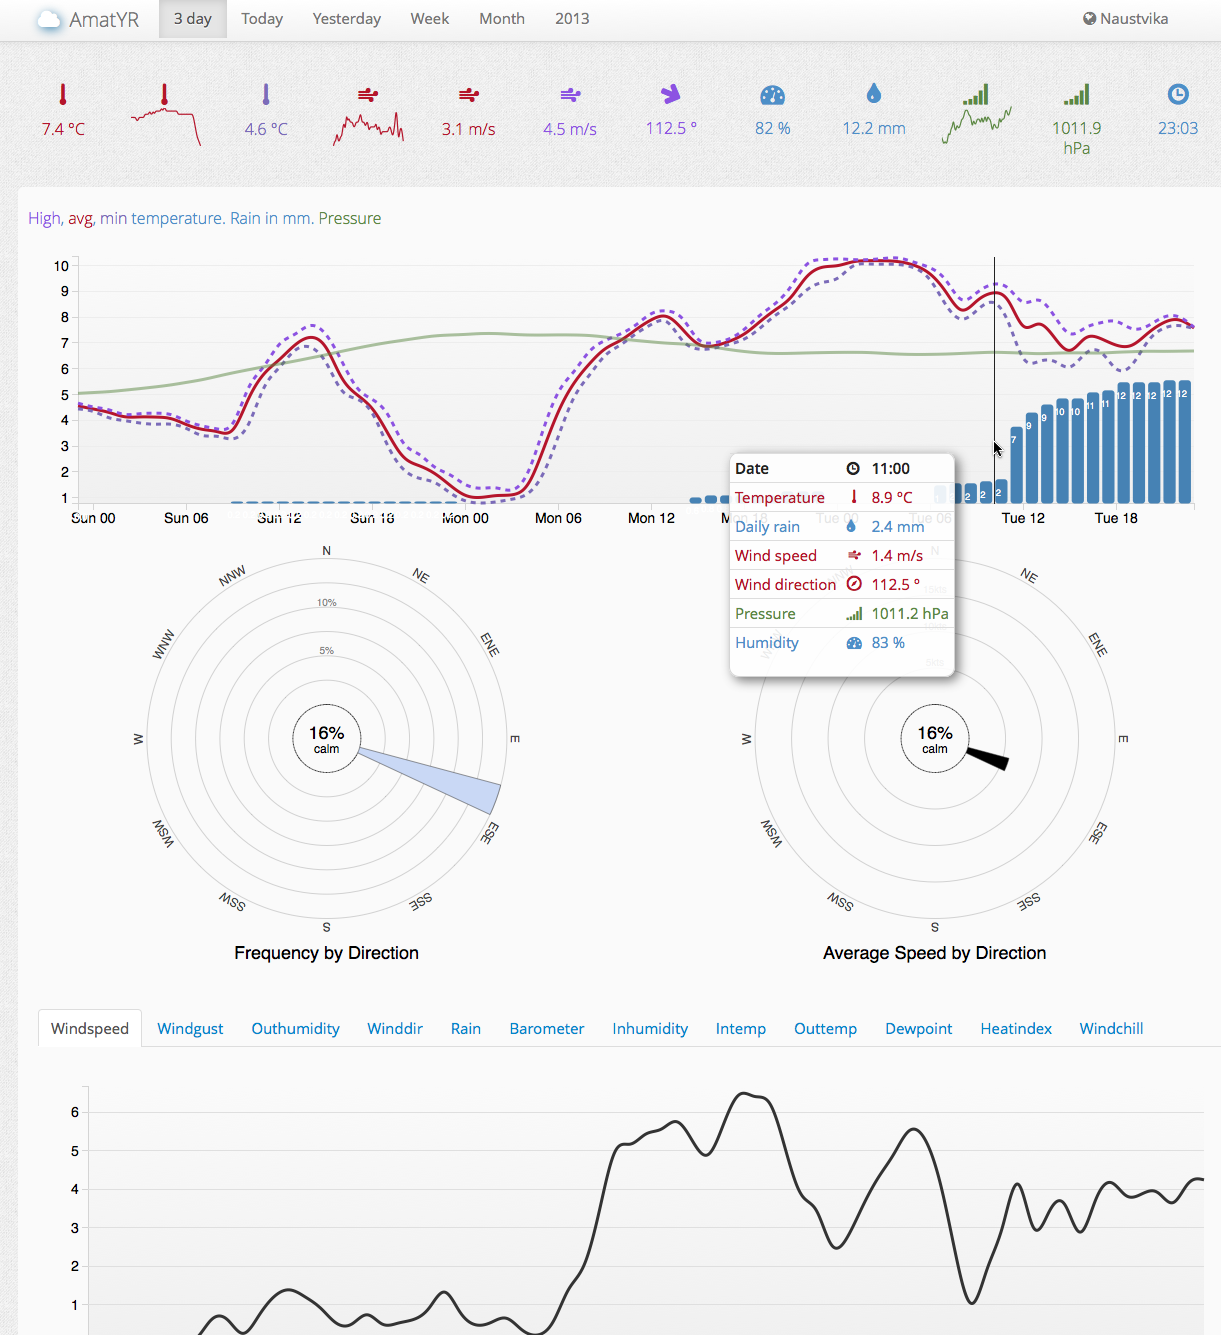 AmatYR 3 day Today Yesterday Week Month 2013 Naustvika
7.4 °C 4.6 °C 3.1 m/s 4.5 m/s 112.5 ° 82 % 12.2 mm 1011.9 hPa 23:03
High, avg, min temperature. Rain in mm. Pressure
10
9
8
7
6
5
4
3
2
1
2 2 2 7 9 9 10 10 11 11 12 12 12 12 12
Sun 00 Sun 06 Sun 12 Sun 18 Mon 00 Mon 06 Mon 12 Mon 18 Tue 00 Tue 06 Tue 12 Tue 18
Date 11:00
Temperature 8.9 °C
Daily rain 2.4 mm
Wind speed 1.4 m/s
Wind direction 112.5 °
Pressure 1011.2 hPa
Humidity 83 %
N
NNW NE
10%
WNW ENE
5%
16%
calm
W E
WSW ESE
SSW SSE
S
Frequency by Direction
N
NE
ENE
16%
calm
W E
WSW ESE
SSW SSE
S
Average Speed by Direction
Windspeed Windgust Outhumidity Winddir Rain Barometer Inhumidity Intemp Outtemp Dewpoint Heatindex Windchill
6
5
4
3
2
1